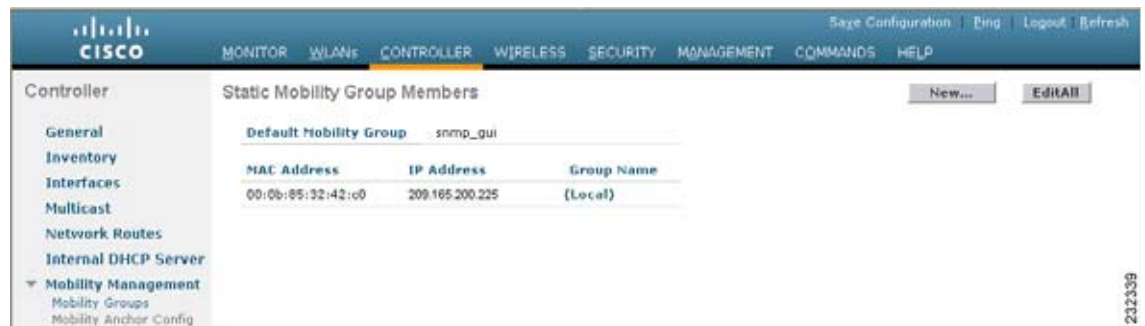 Save Configuration Ping Logout Refresh
CISCO
MONITOR WLANs CONTROLLER WIRELESS SECURITY MANAGEMENT COMMANDS HELP
Controller
General
Inventory
Interfaces
Multicast
Network Routes
Internal DHCP Server
Mobility Management
Mobility Groups
Mobility Anchor Config
Static Mobility Group Members
New...
EditAll
Default Mobility Group snmp_gui
MAC Address IP Address Group Name
00:0b:85:32:42:c0 209.165.200.225 (Local)
232339